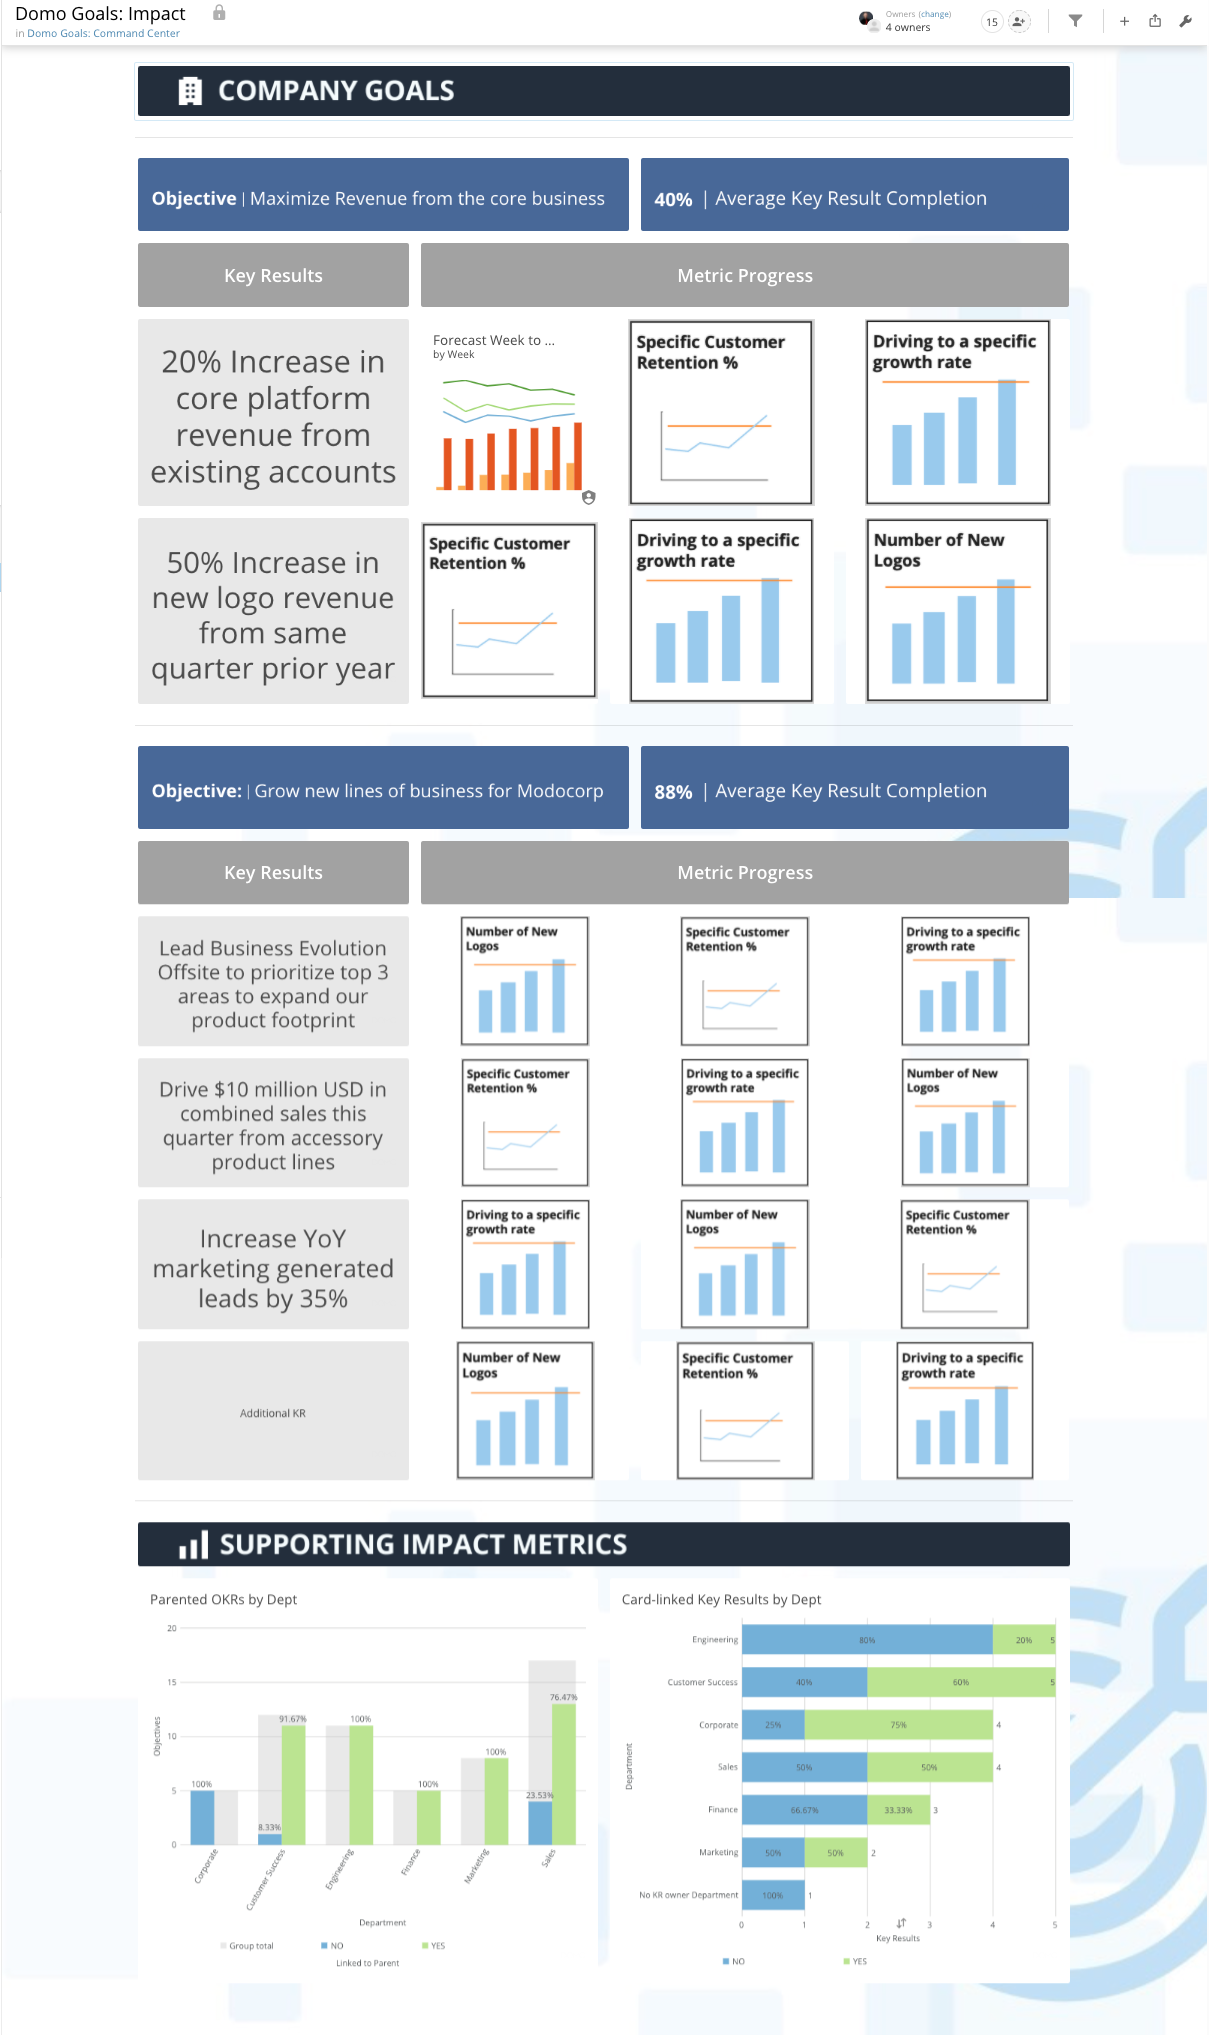 Domo Goals: Impact
in Domo Goals: Command Center
Owners (change)
4 owners
15
COMPANY GOALS
Objective | Maximize Revenue from the core business
40% | Average Key Result Completion
Key Results
Metric Progress
20% Increase in
core platform
revenue from
existing accounts
Forecast Week to ...
by Week
Specific Customer
Retention %
Driving to a specific
growth rate
50% Increase in
new logo revenue
from same
quarter prior year
Specific Customer
Retention %
Driving to a specific
growth rate
Number of New
Logos
Objective: | Grow new lines of business for Modocorp
88% | Average Key Result Completion
Key Results
Metric Progress
Lead Business Evolution
Offsite to prioritize top 3
areas to expand our
product footprint
Number of New
Logos
Specific Customer
Retention %
Driving to a specific
growth rate
Drive $10 million USD in
combined sales this
quarter from accessory
product lines
Specific Customer
Retention %
Driving to a specific
growth rate
Number of New
Logos
Increase YoY
marketing generated
leads by 35%
Driving to a specific
growth rate
Number of New
Logos
Specific Customer
Retention %
Additional KR
Number of New
Logos
Specific Customer
Retention %
Driving to a specific
growth rate
SUPPORTING IMPACT METRICS
Parented OKRs by Dept
20
15
10
5
0
Objectives
100%
8.33%
91.67%
100%
100%
100%
23.53%
76.47%
Corporate
Customer Success
Engineering
Finance
Marketing
Sales
Department
Group total
NO
YES
Linked to Parent
Card-linked Key Results by Dept
Department
Engineering
80%
20%
5
Customer Success
40%
60%
5
Corporate
25%
75%
4
Sales
50%
50%
4
Finance
66.67%
33.33%
3
Marketing
50%
50%
2
No KR owner Department
100%
1
0
1
2
3
4
5
Key Results
NO
YES